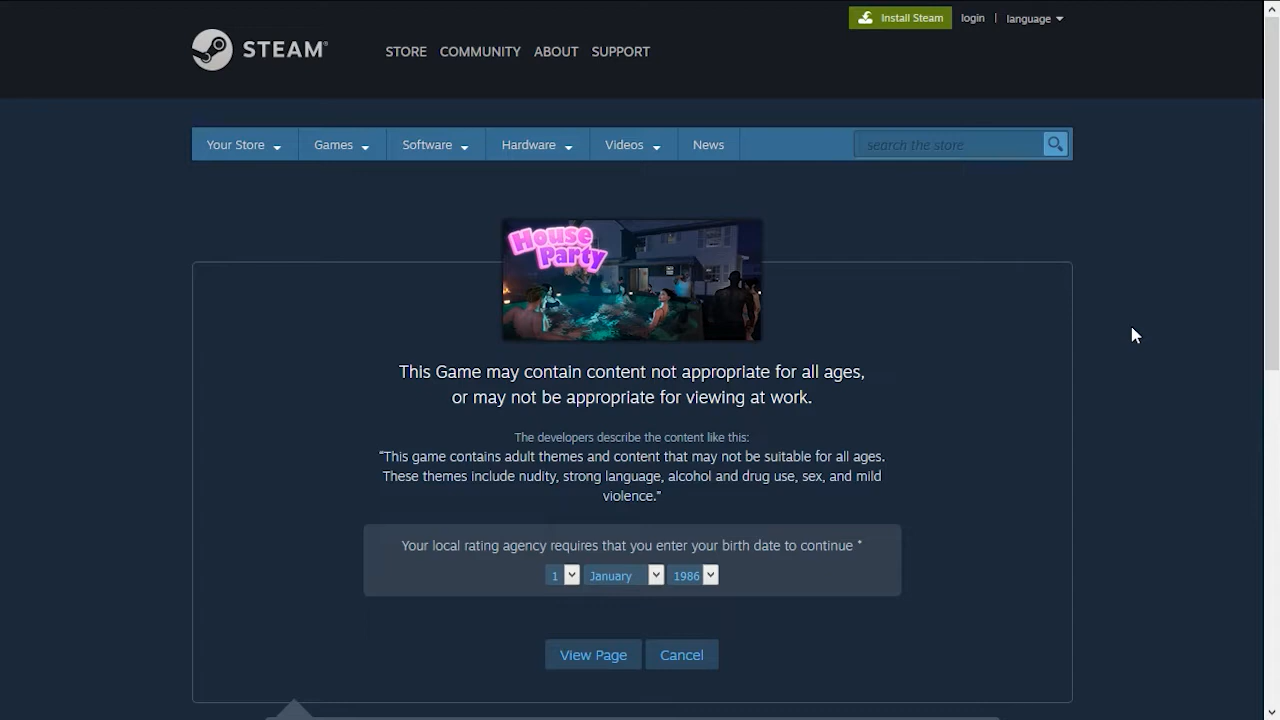 Install Steam login | language
STEAM® STORE COMMUNITY ABOUT SUPPORT
Your Store Games Software Hardware Videos News search the store
House
Party
This Game may contain content not appropriate for all ages,
or may not be appropriate for viewing at work.
The developers describe the content like this:
“This game contains adult themes and content that may not be suitable for all ages.
These themes include nudity, strong language, alcohol and drug use, sex, and mild
violence.”
Your local rating agency requires that you enter your birth date to continue *
1 January 1986
View Page Cancel